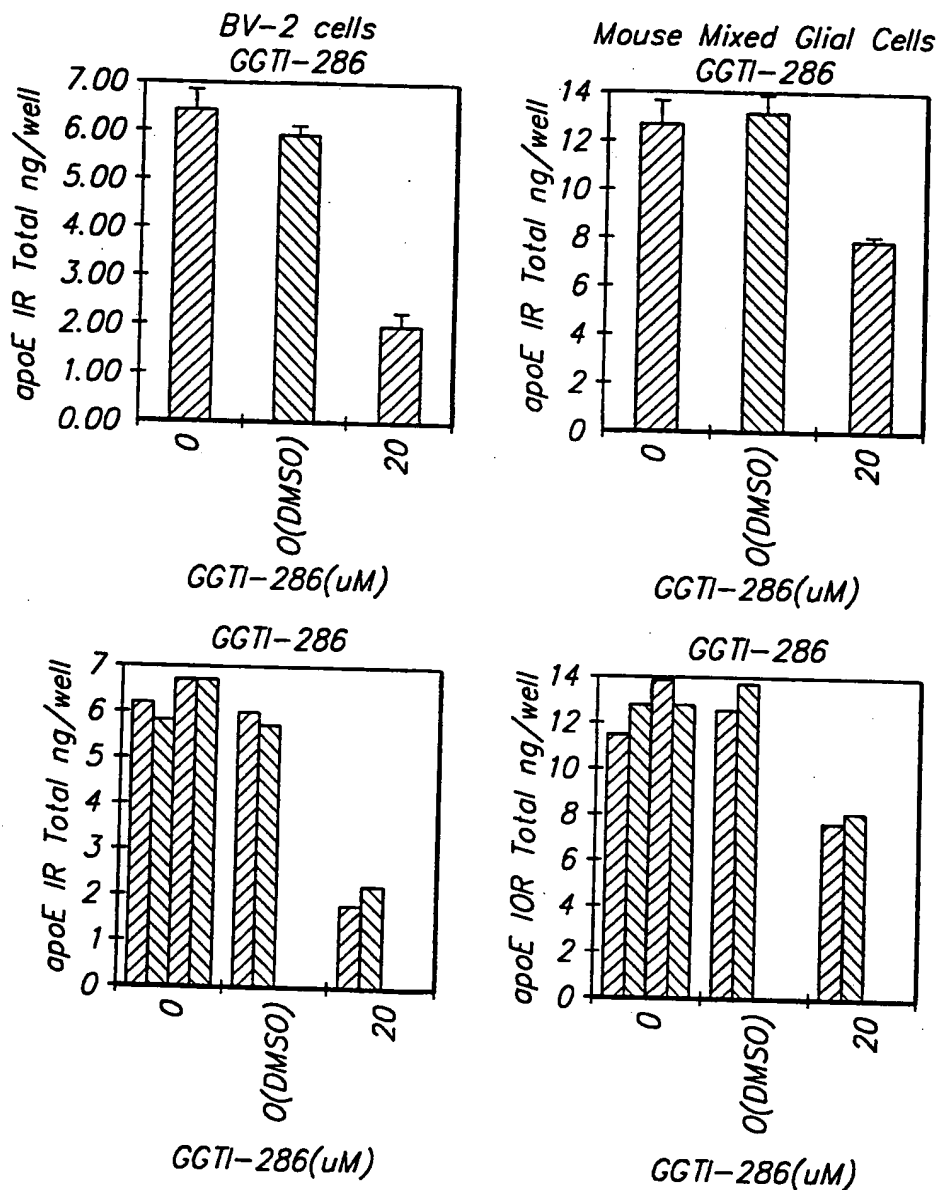 BV-2 cells
GGTI-286
apoE IR Total ng/well
7.00
6.00
5.00
4.00
3.00
2.00
1.00
0.00
0
O(DMSO)
20
GGTI-286(uM)
Mouse Mixed Glial Cells
GGTI-286
apoE IR Total ng/well
14
12
10
8
6
4
2
0
0
O(DMSO)
20
GGTI-286(uM)
GGTI-286
apoE IR Total ng/well
7
6
5
4
3
2
1
0
0
O(DMSO)
20
GGTI-286(uM)
GGTI-286
apoE IOR Total ng/well
14
12
10
8
6
4
2
0
0
O(DMSO)
20
GGTI-286(uM)